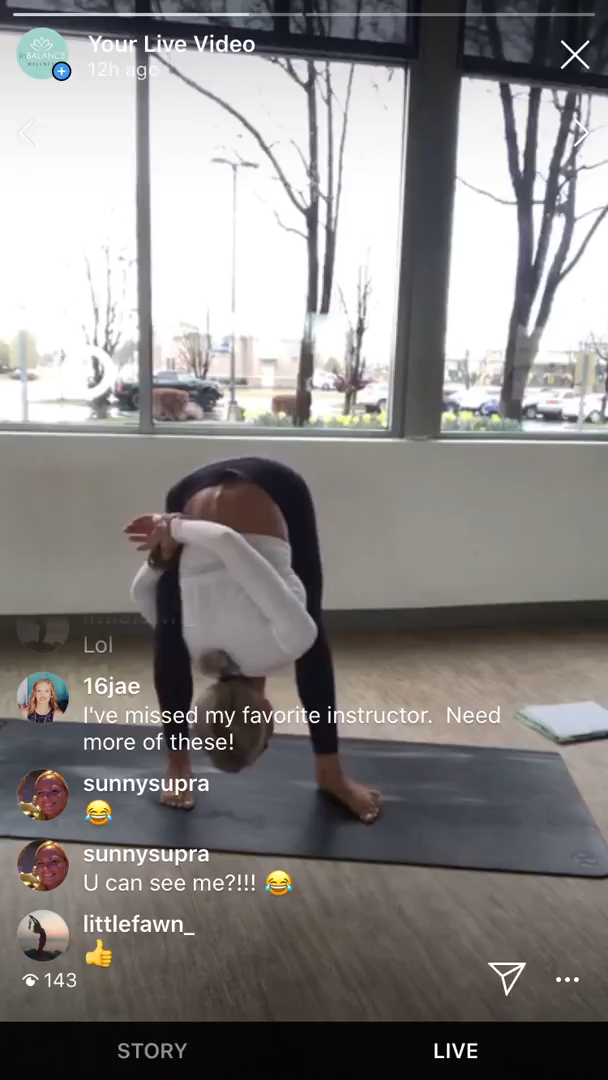 Your Live Video
12h ago
BALANCE
Lol
16jae
I've missed my favorite instructor.  Need
more of these!
sunnysupra
😂
sunnysupra
U can see me?!!! 😂
littlefawn_
👍
143
STORY
LIVE